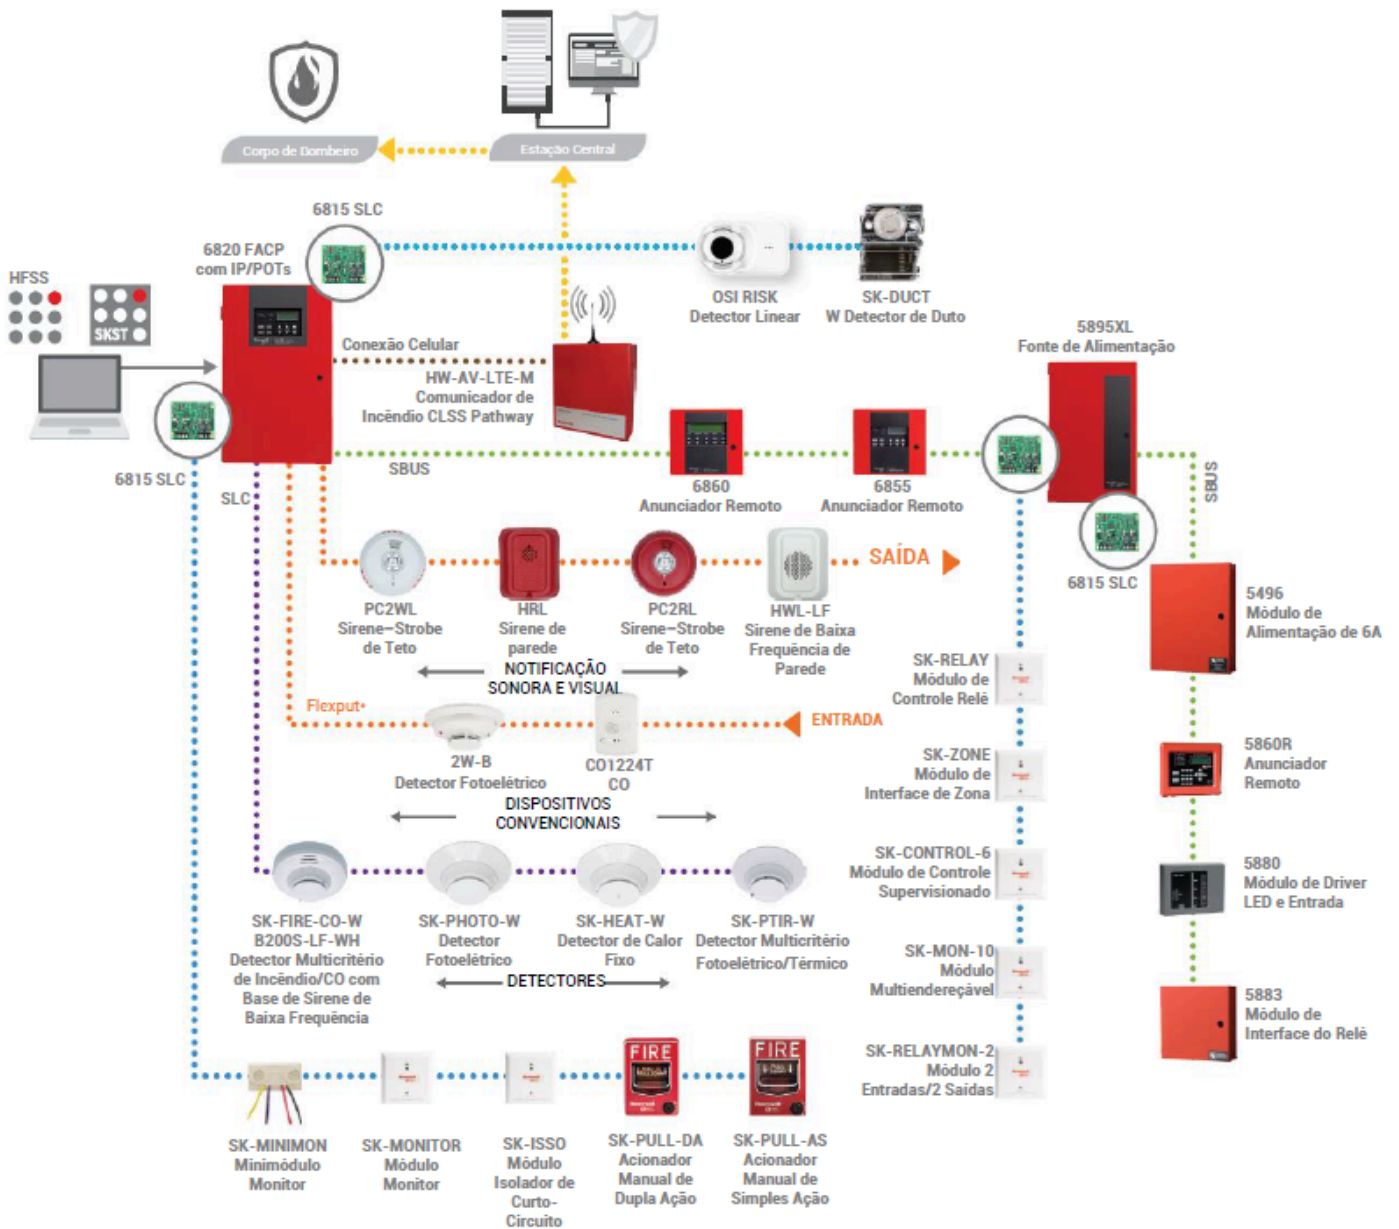 Corpo de Bombeiro
Estação Central
6815 SLC
6820 FACP
com IP/POTs
HFSS
SKST
OSI RISK
Detector Linear
SK-DUCT
W Detector de Duto
5895XL
Fonte de Alimentação
Conexão Celular
HW-AV-LTE-M
Comunicador de
Incêndio CLSS Pathway
6815 SLC
SLC
SBUS
6860
Anunciador Remoto
6855
Anunciador Remoto
SBUS
6815 SLC
SAÍDA
PC2WL
Sirene–Strobe
de Teto
HRL
Sirene de
parede
PC2RL
Sirene–Strobe
de Teto
HWL-LF
Sirene de Baixa
Frequência de
Parede
NOTIFICAÇÃO
SONORA E VISUAL
5496
Módulo de
Alimentação de 6A
SK-RELAY
Módulo de
Controle Relé
Flexput
ENTRADA
2W-B
Detector Fotoelétrico
CO1224T
CO
DISPOSITIVOS
CONVENCIONAIS
SK-ZONE
Módulo de
Interface de Zona
5860R
Anunciador
Remoto
SK-CONTROL-6
Módulo de Controle
Supervisionado
5880
Módulo de Driver
LED e Entrada
SK-FIRE-CO-W
B200S-LF-WH
Detector Multicritério
de Incêndio/CO com
Base de Sirene de
Baixa Frequência
SK-PHOTO-W
Detector
Fotoelétrico
SK-HEAT-W
Detector de Calor
Fixo
SK-PTIR-W
Detector Multicritério
Fotoelétrico/Térmico
DETECTORES
SK-MON-10
Módulo
Multiendereçável
5883
Módulo de
Interface do Relé
SK-RELAYMON-2
Módulo 2
Entradas/2 Saídas
FIRE
FIRE
SK-MINIMON
Minimódulo
Monitor
SK-MONITOR
Módulo
Monitor
SK-ISSO
Módulo
Isolador de
Curto-
Circuito
SK-PULL-DA
Acionador
Manual de
Dupla Ação
SK-PULL-AS
Acionador
Manual de
Simples Ação